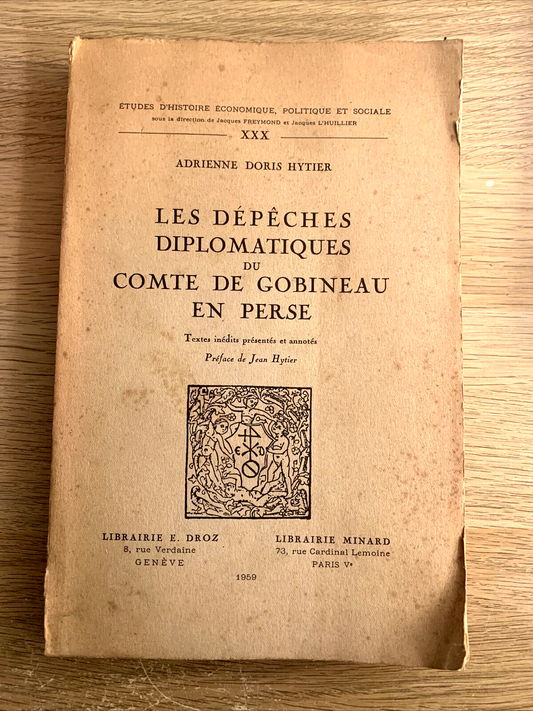 ÉTUDES D'HISTOIRE ÉCONOMIQUE, POLITIQUE ET SOCIALE
sous la direction de Jacques FREYMOND et Jacques L'HUILLIER
XXX
ADRIENNE DORIS HYTIER
LES DÉPÊCHES
DIPLOMATIQUES
DU
COMTE DE GOBINEAU
EN PERSE
Textes inédits présentés et annotés
Préface de Jean Hytier
E D
LIBRAIRIE E. DROZ
8, rue Verdaine
GENÈVE
LIBRAIRIE MINARD
73, rue Cardinal Lemoine
PARIS Ve
1959